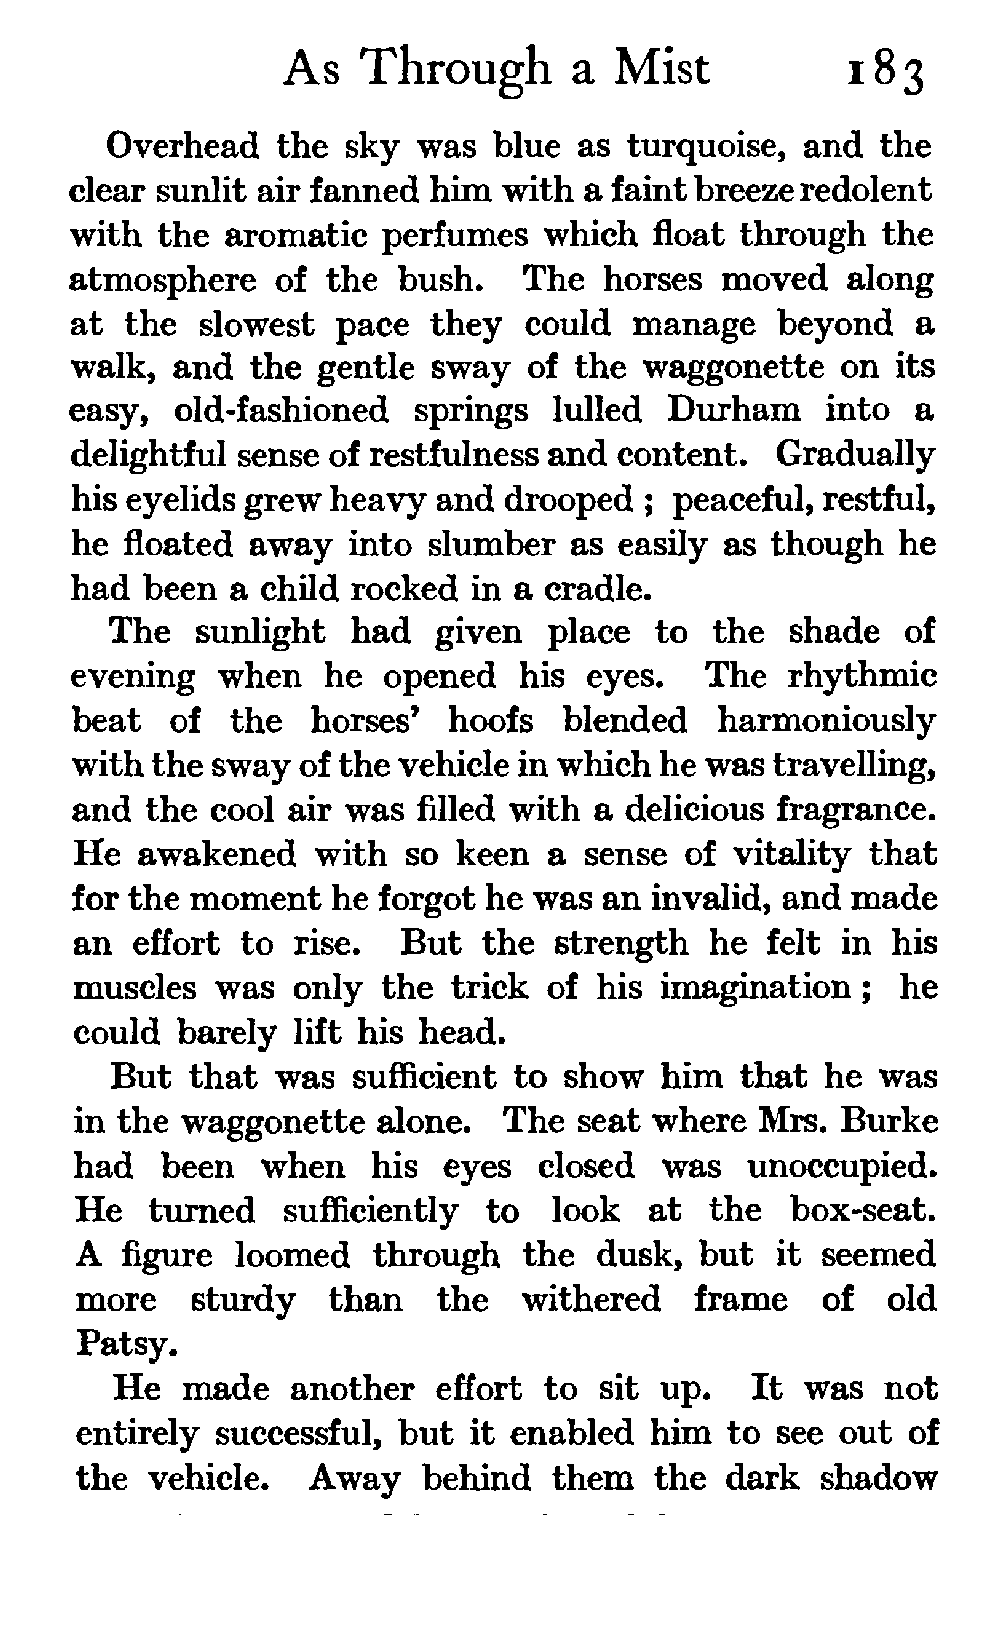 As Through a Mist 183
Overhead the sky was blue as turquoise, and the
clear sunlit air fanned him with a faint breeze redolent
with the aromatic perfumes which float through the
atmosphere of the bush. The horses moved along
at the slowest pace they could manage beyond a
walk, and the gentle sway of the waggonette on its
easy, old-fashioned springs lulled Durham into a
delightful sense of restfulness and content. Gradually
his eyelids grew heavy and drooped ; peaceful, restful,
he floated away into slumber as easily as though he
had been a child rocked in a cradle.
The sunlight had given place to the shade of
evening when he opened his eyes. The rhythmic
beat of the horses' hoofs blended harmoniously
with the sway of the vehicle in which he was travelling,
and the cool air was filled with a delicious fragrance.
He awakened with so keen a sense of vitality that
for the moment he forgot he was an invalid, and made
an effort to rise. But the strength he felt in his
muscles was only the trick of his imagination ; he
could barely lift his head.
But that was sufficient to show him that he was
in the waggonette alone. The seat where Mrs. Burke
had been when his eyes closed was unoccupied.
He turned sufficiently to look at the box-seat.
A figure loomed through the dusk, but it seemed
more sturdy than the withered frame of old
Patsy.
He made another effort to sit up. It was not
entirely successful, but it enabled him to see out of
the vehicle. Away behind them the dark shadow